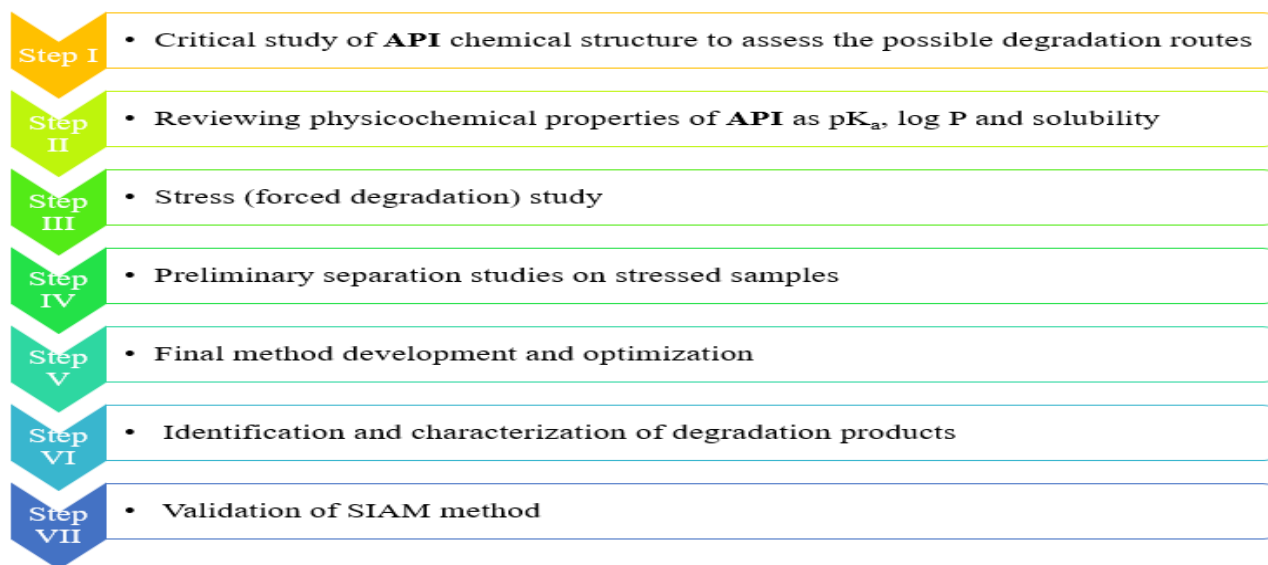 Step I
• Critical study of API chemical structure to assess the possible degradation routes
Step
II
• Reviewing physicochemical properties of API as pKₐ, log P and solubility
Step
III
• Stress (forced degradation) study
Step
IV
• Preliminary separation studies on stressed samples
Step
V
• Final method development and optimization
Step
VI
• Identification and characterization of degradation products
Step
VII
• Validation of SIAM method